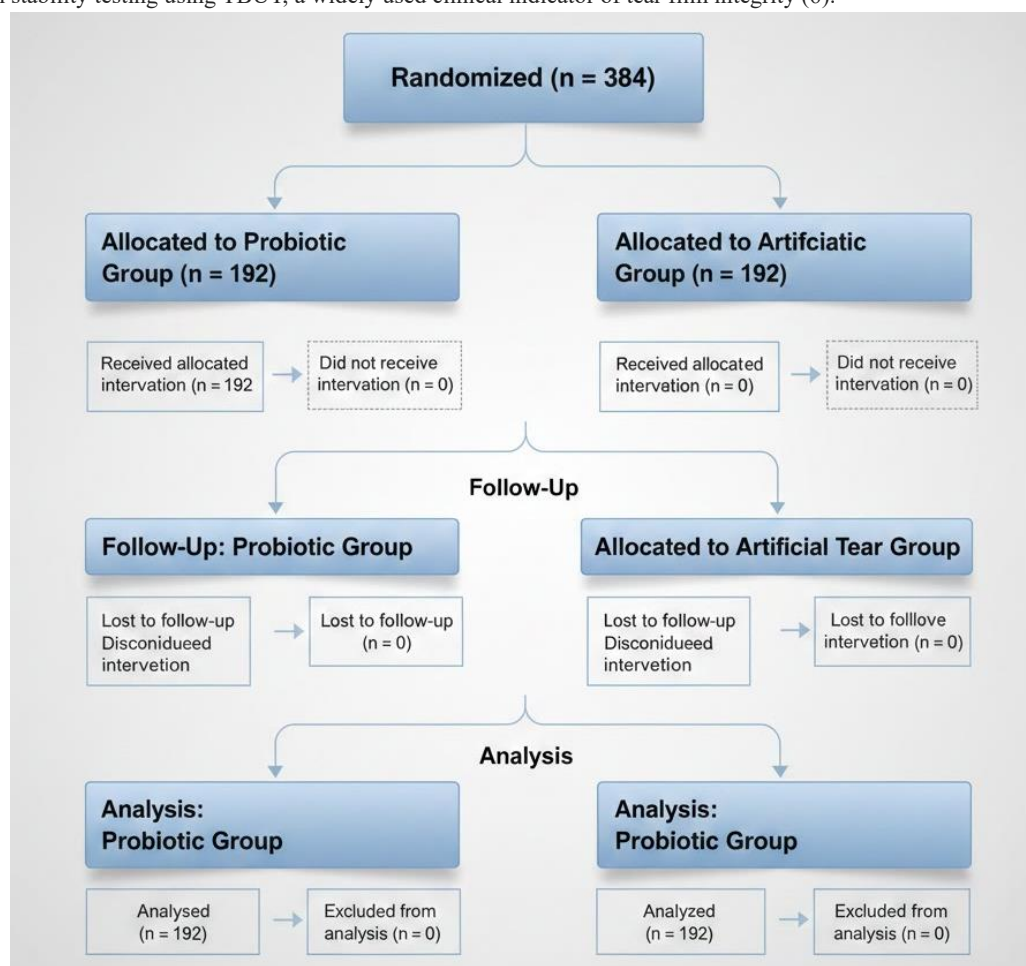 stability testing using TBUT, a widely used clinical indicator of tear film integrity (6).
Randomized (n = 384)
Allocated to Probiotic
Group (n = 192)
Allocated to Artifciatic
Group (n = 192)
Received allocated
intervation (n = 192
Did not receive
intervation (n = 0)
Received allocated
intervention (n = 0)
Did not receive
intervation (n = 0)
Follow-Up
Follow-Up: Probiotic Group
Allocated to Artificial Tear Group
Lost to follow-up
Disconidueed
intervetion
Lost to follow-up
(n = 0)
Lost to follow-up
Disconidueed
intervetion
Lost to folllove
intervetion (n = 0)
Analysis
Analysis:
Probiotic Group
Analysis:
Probiotic Group
Analysed
(n = 192)
Excluded from
analysis (n = 0)
Analyzed
(n = 192)
Excluded from
analysis (n = 0)